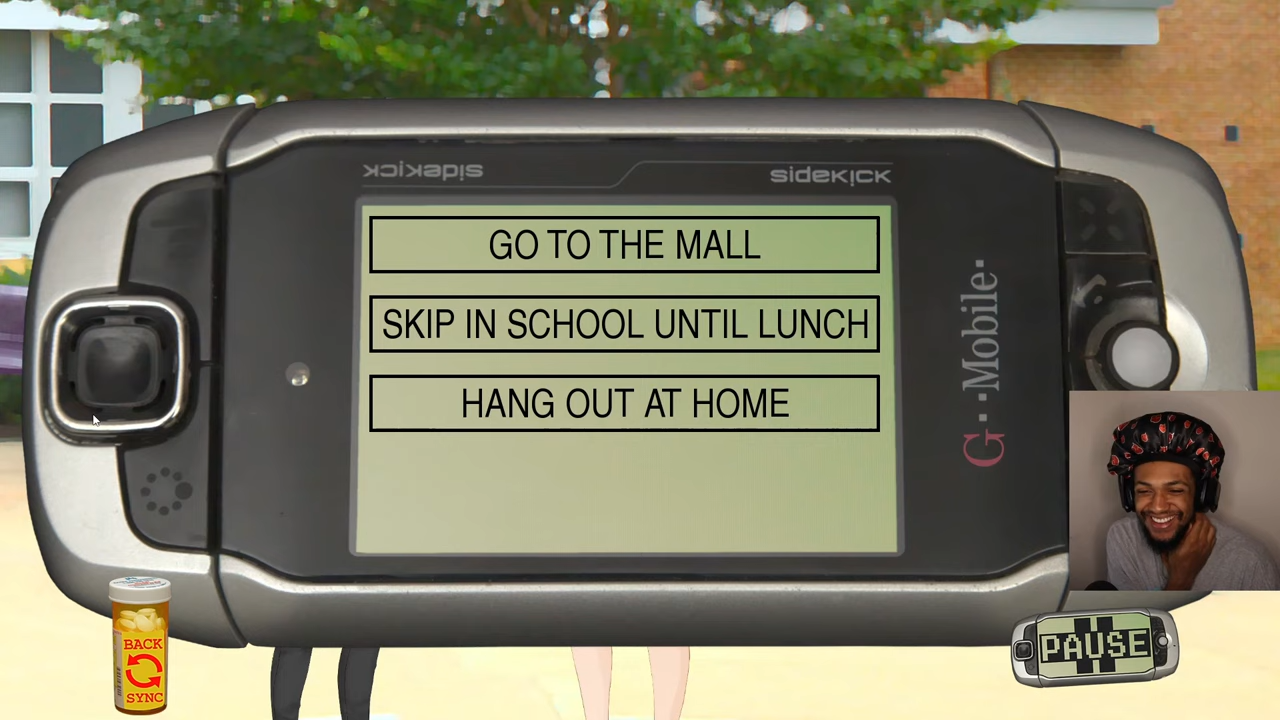 sidekick
sidekick
GO TO THE MALL
SKIP IN SCHOOL UNTIL LUNCH
HANG OUT AT HOME
G··Mobile·
BACK
SYNC
PAUSE